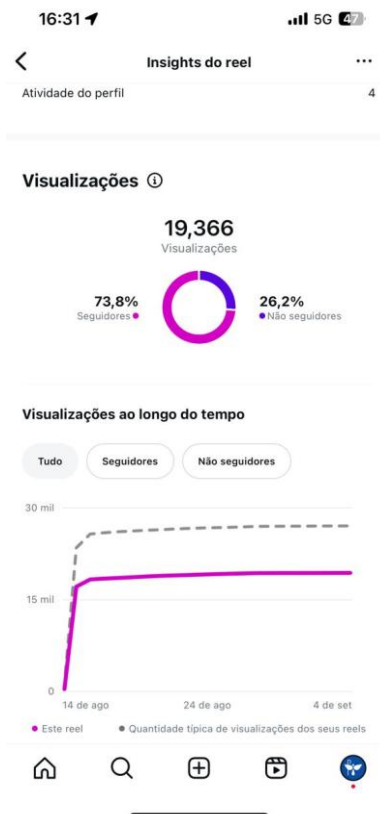 16:31 5G 47
Insights do reel
Atividade do perfil 4
Visualizações
19,366
Visualizações
73,8% 26,2%
Seguidores Não seguidores
Visualizações ao longo do tempo
Tudo Seguidores Não seguidores
30 mil
15 mil
0
14 de ago 24 de ago 4 de set
Este reel Quantidade típica de visualizações dos seus reels